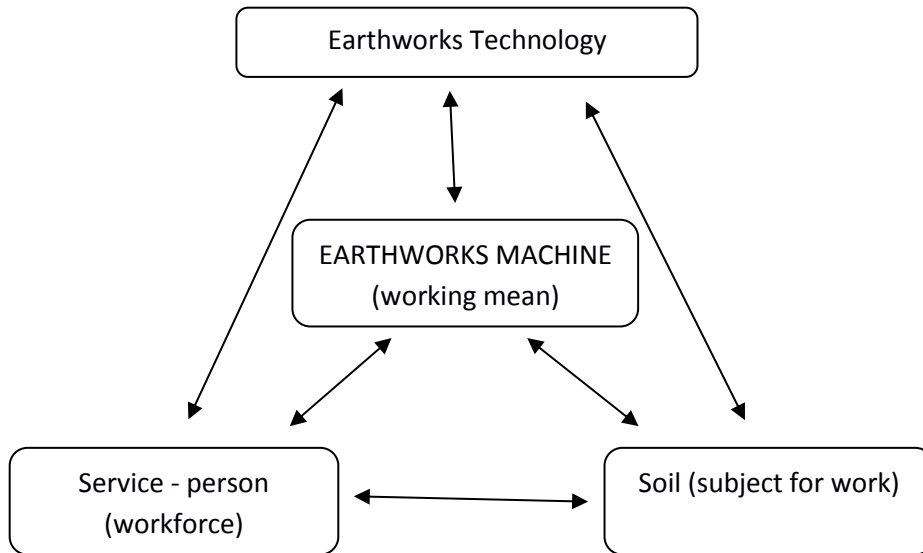 Earthworks Technology
EARTHWORKS MACHINE
(working mean)
Service - person
(workforce)
Soil (subject for work)